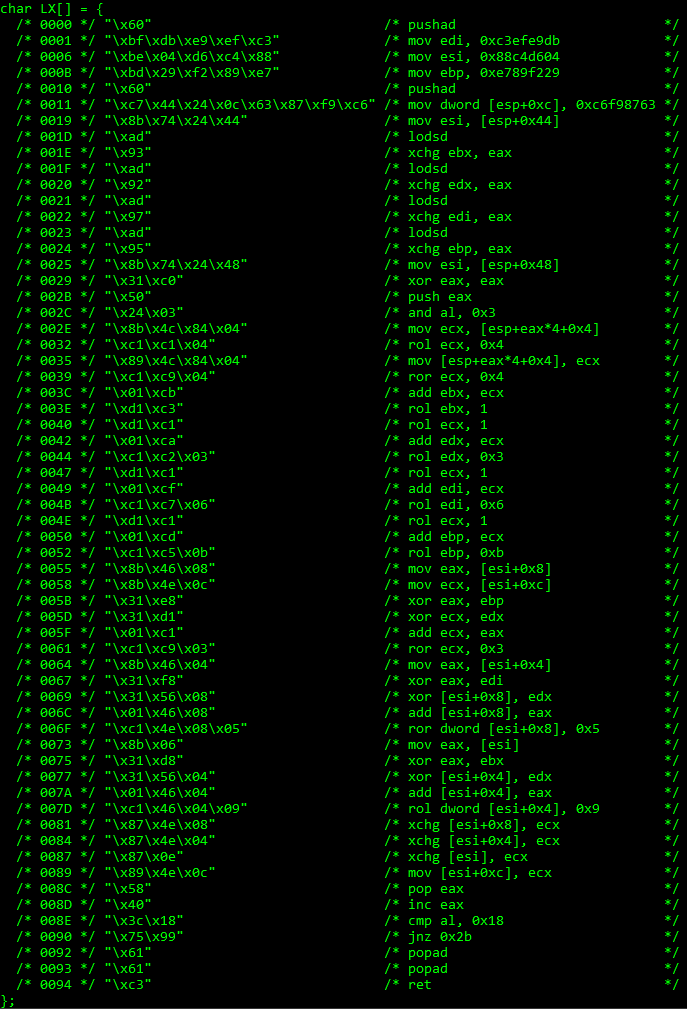 char LX[] = {
/* 0000 */ "\x60" /* pushad */
/* 0001 */ "\xbf\xdb\xe9\xef\xc3" /* mov edi, 0xc3efe9db */
/* 0006 */ "\xbe\x04\xd6\xc4\x88" /* mov esi, 0x88c4d604 */
/* 000B */ "\xbd\x29\xf2\x89\xe7" /* mov ebp, 0xe789f229 */
/* 0010 */ "\x60" /* pushad */
/* 0011 */ "\xc7\x44\x24\x0c\x63\x87\xf9\xc6" /* mov dword [esp+0xc], 0xc6f98763 */
/* 0019 */ "\x8b\x74\x24\x44" /* mov esi, [esp+0x44] */
/* 001D */ "\xad" /* lodsd */
/* 001E */ "\x93" /* xchg ebx, eax */
/* 001F */ "\xad" /* lodsd */
/* 0020 */ "\x92" /* xchg edx, eax */
/* 0021 */ "\xad" /* lodsd */
/* 0022 */ "\x97" /* xchg edi, eax */
/* 0023 */ "\xad" /* lodsd */
/* 0024 */ "\x95" /* xchg ebp, eax */
/* 0025 */ "\x8b\x74\x24\x48" /* mov esi, [esp+0x48] */
/* 0029 */ "\x31\xc0" /* xor eax, eax */
/* 002B */ "\x50" /* push eax */
/* 002C */ "\x24\x03" /* and al, 0x3 */
/* 002E */ "\x8b\x4c\x84\x04" /* mov ecx, [esp+eax*4+0x4] */
/* 0032 */ "\xc1\xc1\x04" /* rol ecx, 0x4 */
/* 0035 */ "\x89\x4c\x84\x04" /* mov [esp+eax*4+0x4], ecx */
/* 0039 */ "\xc1\xc9\x04" /* ror ecx, 0x4 */
/* 003C */ "\x01\xcb" /* add ebx, ecx */
/* 003E */ "\xd1\xc3" /* rol ebx, 1 */
/* 0040 */ "\xd1\xc1" /* rol ecx, 1 */
/* 0042 */ "\x01\xca" /* add edx, ecx */
/* 0044 */ "\xc1\xc2\x03" /* rol edx, 0x3 */
/* 0047 */ "\xd1\xc1" /* rol ecx, 1 */
/* 0049 */ "\x01\xcf" /* add edi, ecx */
/* 004B */ "\xc1\xc7\x06" /* rol edi, 0x6 */
/* 004E */ "\xd1\xc1" /* rol ecx, 1 */
/* 0050 */ "\x01\xcd" /* add ebp, ecx */
/* 0052 */ "\xc1\xc5\x0b" /* rol ebp, 0xb */
/* 0055 */ "\x8b\x46\x08" /* mov eax, [esi+0x8] */
/* 0058 */ "\x8b\x4e\x0c" /* mov ecx, [esi+0xc] */
/* 005B */ "\x31\xe8" /* xor eax, ebp */
/* 005D */ "\x31\xd1" /* xor ecx, edx */
/* 005F */ "\x01\xc1" /* add ecx, eax */
/* 0061 */ "\xc1\xc9\x03" /* ror ecx, 0x3 */
/* 0064 */ "\x8b\x46\x04" /* mov eax, [esi+0x4] */
/* 0067 */ "\x31\xf8" /* xor eax, edi */
/* 0069 */ "\x31\x56\x08" /* xor [esi+0x8], edx */
/* 006C */ "\x01\x46\x08" /* add [esi+0x8], eax */
/* 006F */ "\xc1\x4e\x08\x05" /* ror dword [esi+0x8], 0x5 */
/* 0073 */ "\x8b\x06" /* mov eax, [esi] */
/* 0075 */ "\x31\xd8" /* xor eax, ebx */
/* 0077 */ "\x31\x56\x04" /* xor [esi+0x4], edx */
/* 007A */ "\x01\x46\x04" /* add [esi+0x4], eax */
/* 007D */ "\xc1\x46\x04\x09" /* rol dword [esi+0x4], 0x9 */
/* 0081 */ "\x87\x4e\x08" /* xchg [esi+0x8], ecx */
/* 0084 */ "\x87\x4e\x04" /* xchg [esi+0x4], ecx */
/* 0087 */ "\x87\x0e" /* xchg [esi], ecx */
/* 0089 */ "\x89\x4e\x0c" /* mov [esi+0xc], ecx */
/* 008C */ "\x58" /* pop eax */
/* 008D */ "\x40" /* inc eax */
/* 008E */ "\x3c\x18" /* cmp al, 0x18 */
/* 0090 */ "\x75\x99" /* jnz 0x2b */
/* 0092 */ "\x61" /* popad */
/* 0093 */ "\x61" /* popad */
/* 0094 */ "\xc3" /* ret */
};